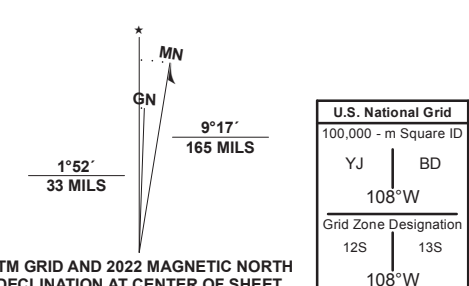 ★
MN
GN
9°17´
165 MILS
1°52´
33 MILS
TM GRID AND 2022 MAGNETIC NORTH
DECLINATION AT CENTER OF SHEET
U.S. National Grid
100,000 - m Square ID
YJ BD
108°W
Grid Zone Designation
12S 13S
108°W